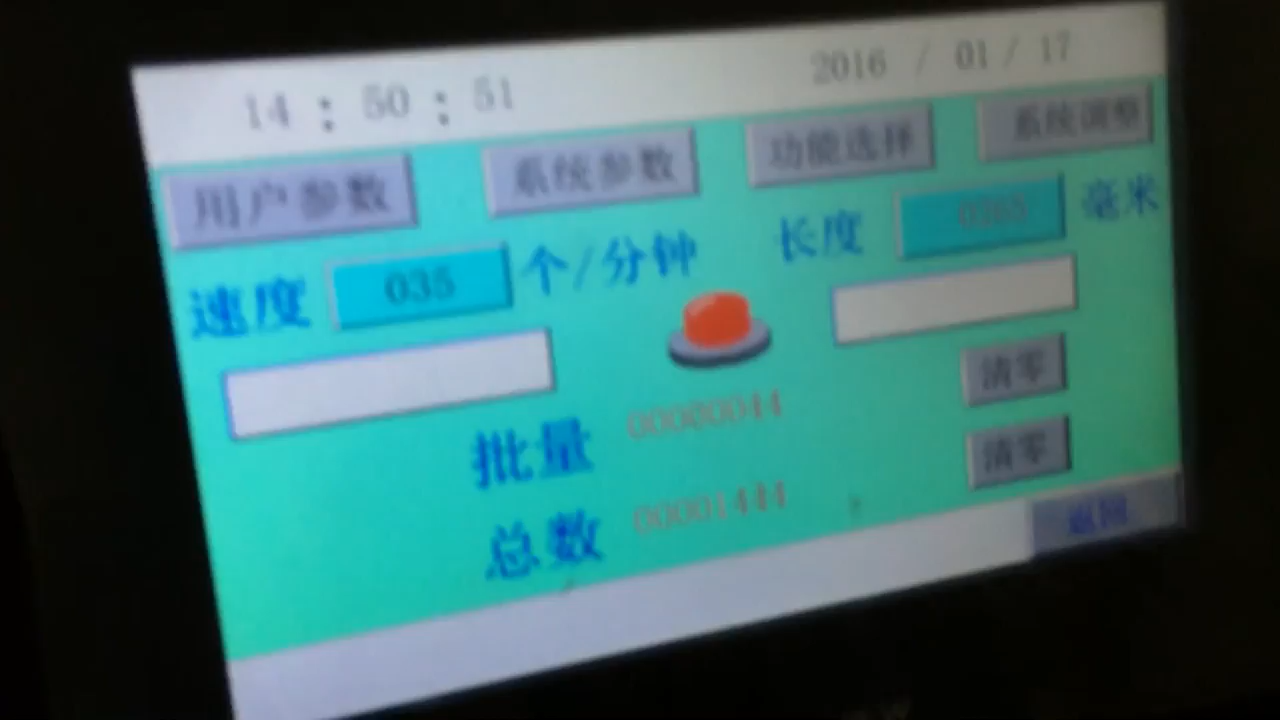 14 : 50 : 51 2016 / 01 / 17
用户参数 系统参数 功能选择 系统调整
速度 035 个/分钟 长度 0265 毫米
批量 00000044 清零
总数 00001444 清零
返回